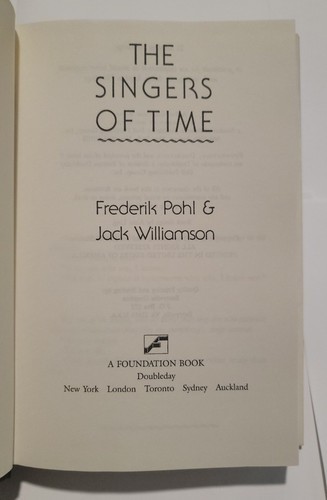 THE
SINGERS
OF TIME
Frederik Pohl &
Jack Williamson
F
A FOUNDATION BOOK
Doubleday
New York London Toronto Sydney Auckland